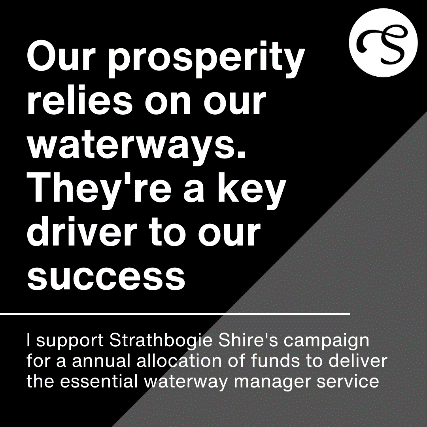 Our prosperity
relies on our
waterways.
They're a key
driver to our
success
I support Strathbogie Shire's campaign
for a annual allocation of funds to deliver
the essential waterway manager service
S